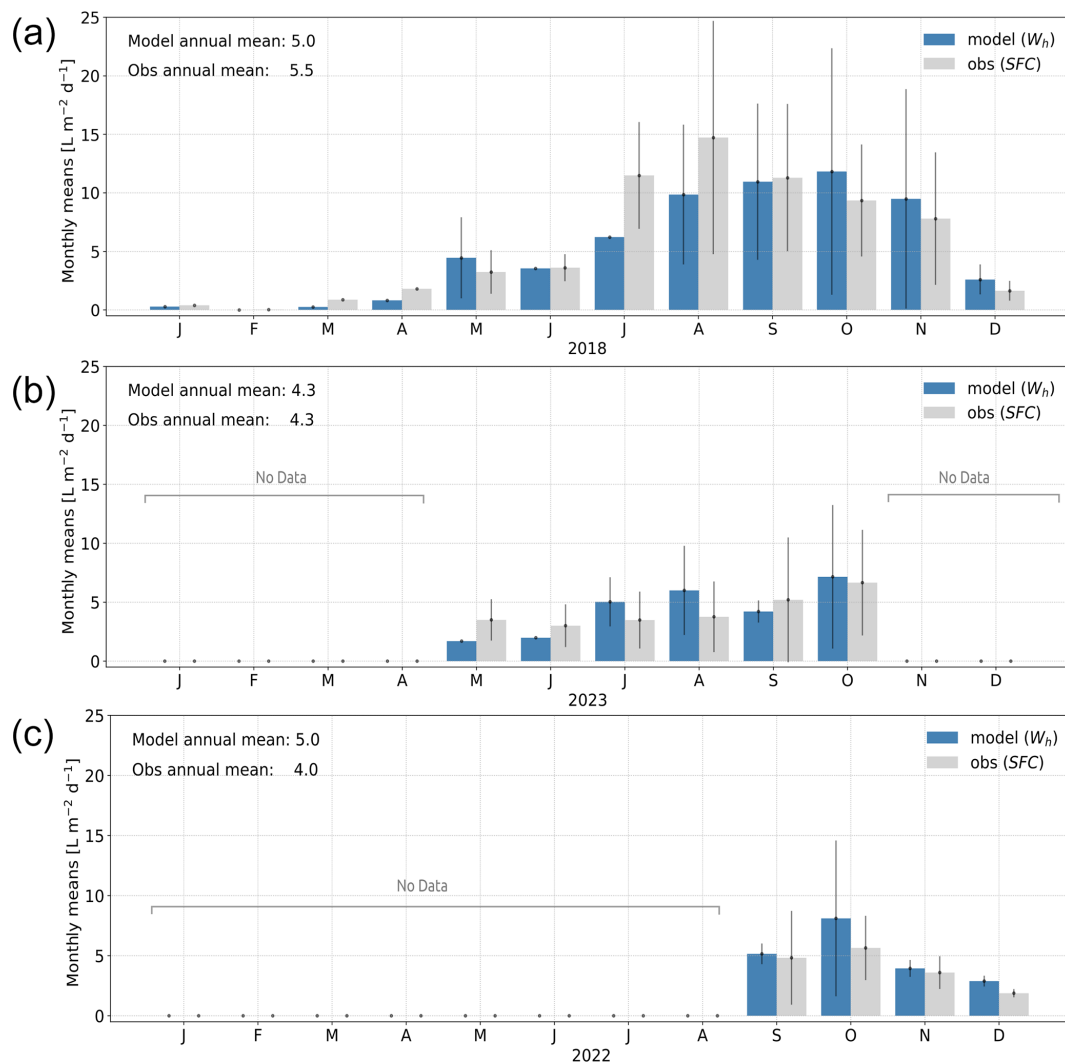 (a)
Model annual mean: 5.0
Obs annual mean: 5.5
model (Wₕ)
obs (SFC)
Monthly means [L m⁻² d⁻¹]
25
20
15
10
5
0
J F M A M J J A S O N D
2018
(b)
Model annual mean: 4.3
Obs annual mean: 4.3
model (Wₕ)
obs (SFC)
No Data
No Data
Monthly means [L m⁻² d⁻¹]
25
20
15
10
5
0
J F M A M J J A S O N D
2023
(c)
Model annual mean: 5.0
Obs annual mean: 4.0
model (Wₕ)
obs (SFC)
No Data
Monthly means [L m⁻² d⁻¹]
25
20
15
10
5
0
J F M A M J J A S O N D
2022